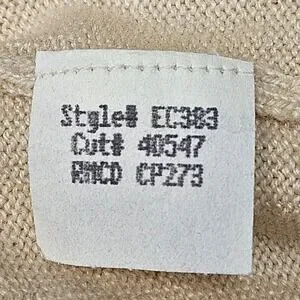 Style# EC383
Cut# 40547
RMCD CP273